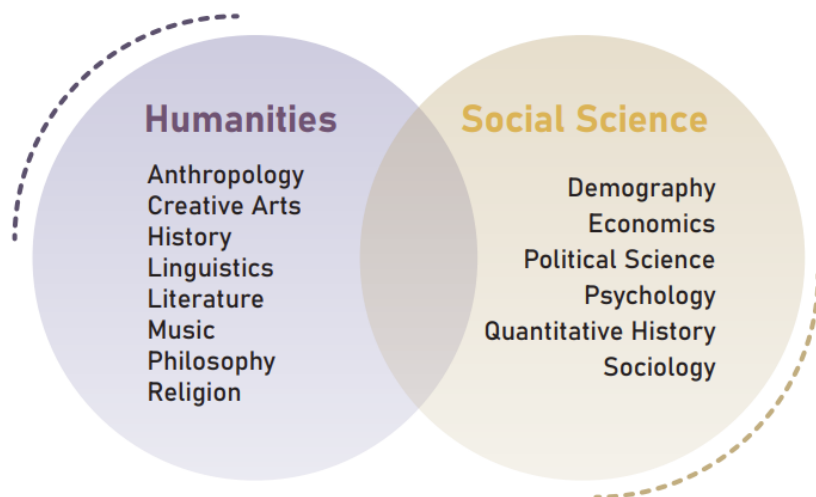 Humanities
Anthropology
Creative Arts
History
Linguistics
Literature
Music
Philosophy
Religion
Social Science
Demography
Economics
Political Science
Psychology
Quantitative History
Sociology